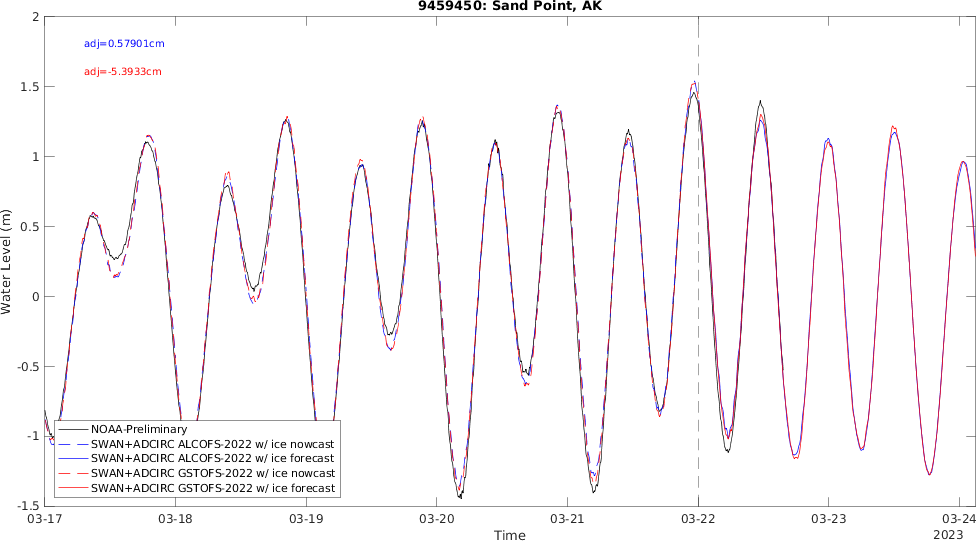 9459450: Sand Point, AK
adj=0.57901cm
adj=-5.3933cm
Water Level (m)
2
1.5
1
0.5
0
-0.5
-1
-1.5
NOAA-Preliminary
SWAN+ADCIRC ALCOFS-2022 w/ ice nowcast
SWAN+ADCIRC ALCOFS-2022 w/ ice forecast
SWAN+ADCIRC GSTOFS-2022 w/ ice nowcast
SWAN+ADCIRC GSTOFS-2022 w/ ice forecast
03-17 03-18 03-19 03-20 03-21 03-22 03-23 03-24
Time
2023